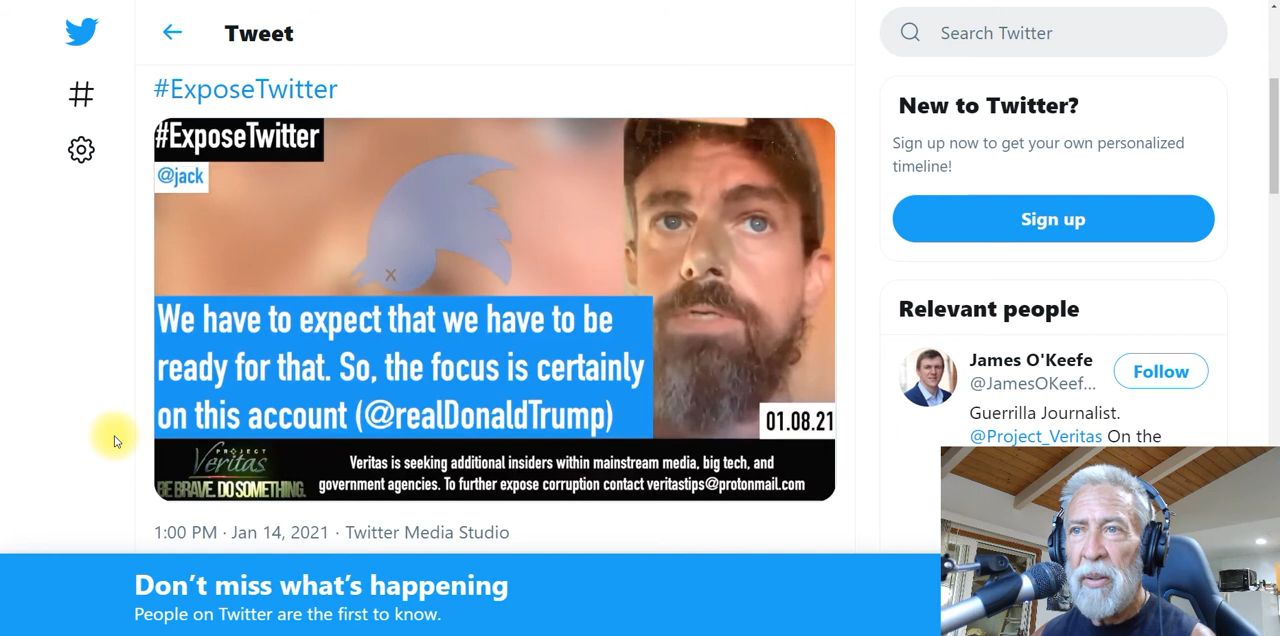 Tweet
Search Twitter
#ExposeTwitter
#ExposeTwitter
@jack
We have to expect that we have to be
ready for that. So, the focus is certainly
on this account (@realDonaldTrump)
01.08.21
PROJECT
Veritas
BE BRAVE. DO SOMETHING.
Veritas is seeking additional insiders within mainstream media, big tech, and
government agencies. To further expose corruption contact veritastips@protonmail.com
1:00 PM · Jan 14, 2021 · Twitter Media Studio
New to Twitter?
Sign up now to get your own personalized
timeline!
Sign up
Relevant people
James O'Keefe
@JamesOKeef...
Follow
Guerrilla Journalist.
@Project_Veritas On the
Don't miss what's happening
People on Twitter are the first to know.